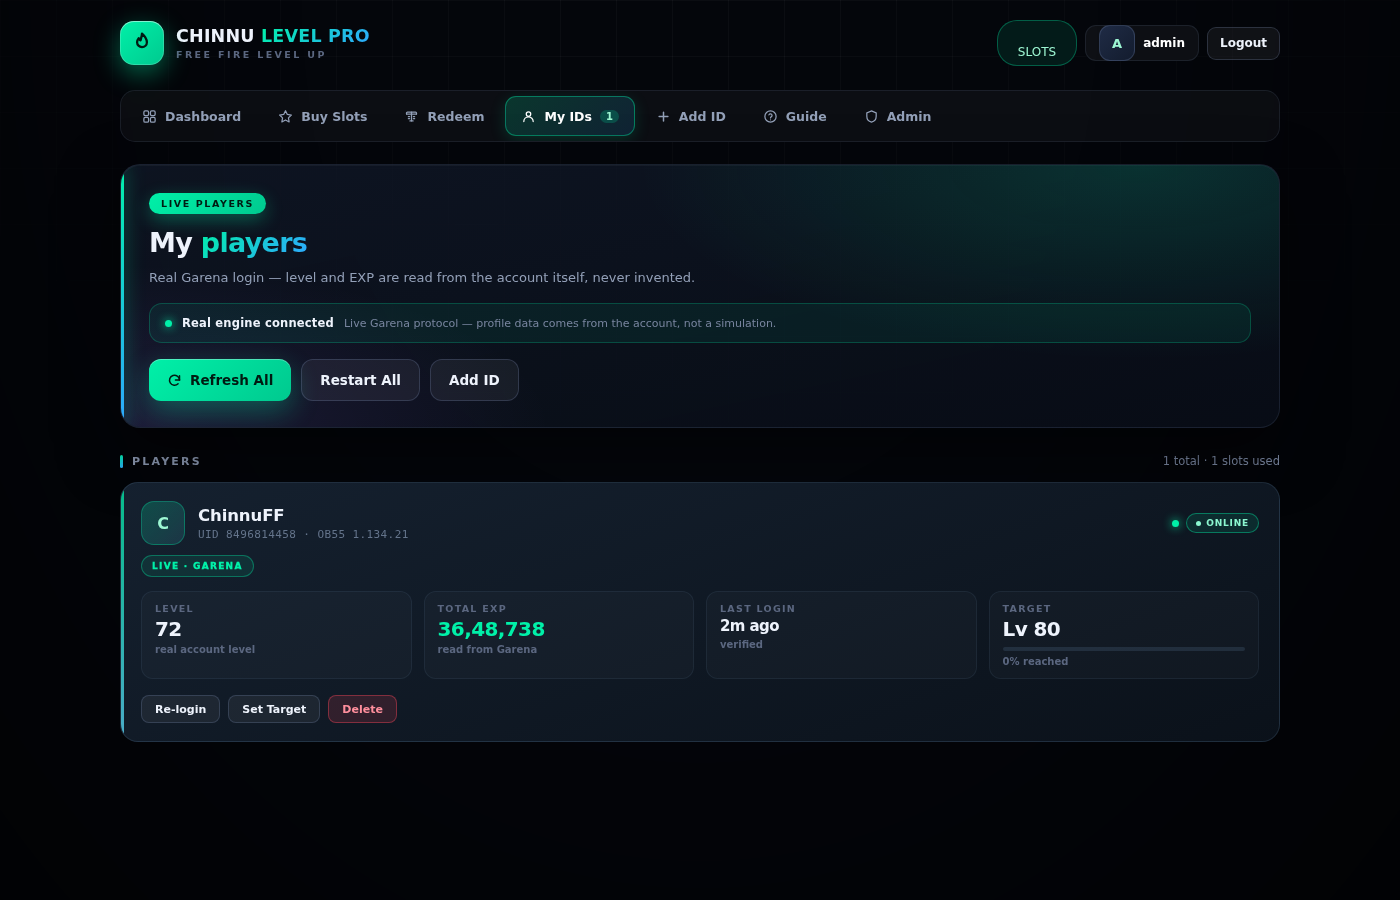 CHINNU LEVEL PRO
FREE FIRE LEVEL UP
SLOTS
A admin
Logout
Dashboard
Buy Slots
Redeem
My IDs 1
Add ID
Guide
Admin
LIVE PLAYERS
My players
Real Garena login — level and EXP are read from the account itself, never invented.
Real engine connected Live Garena protocol — profile data comes from the account, not a simulation.
Refresh All
Restart All
Add ID
PLAYERS
1 total · 1 slots used
C
ChinnuFF
UID 8496814458 · OB55 1.134.21
ONLINE
LIVE · GARENA
LEVEL
72
real account level
TOTAL EXP
36,48,738
read from Garena
LAST LOGIN
2m ago
verified
TARGET
Lv 80
0% reached
Re-login
Set Target
Delete